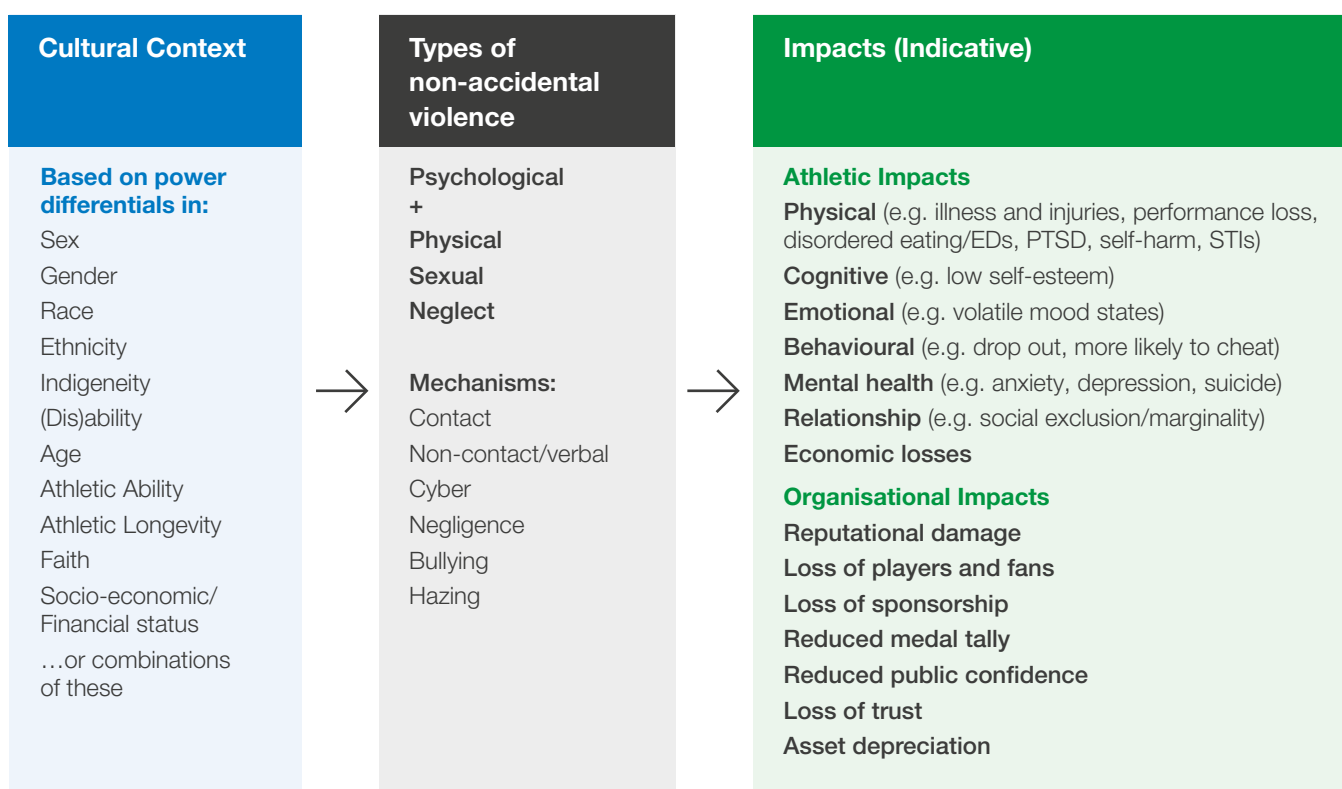 Cultural Context
Based on power
differentials in:
Sex
Gender
Race
Ethnicity
Indigeneity
(Dis)ability
Age
Athletic Ability
Athletic Longevity
Faith
Socio-economic/
Financial status
…or combinations
of these
Types of
non-accidental
violence
Psychological
+
Physical
Sexual
Neglect
Mechanisms:
Contact
Non-contact/verbal
Cyber
Negligence
Bullying
Hazing
Impacts (Indicative)
Athletic Impacts
Physical (e.g. illness and injuries, performance loss,
disordered eating/EDs, PTSD, self-harm, STIs)
Cognitive (e.g. low self-esteem)
Emotional (e.g. volatile mood states)
Behavioural (e.g. drop out, more likely to cheat)
Mental health (e.g. anxiety, depression, suicide)
Relationship (e.g. social exclusion/marginality)
Economic losses
Organisational Impacts
Reputational damage
Loss of players and fans
Loss of sponsorship
Reduced medal tally
Reduced public confidence
Loss of trust
Asset depreciation